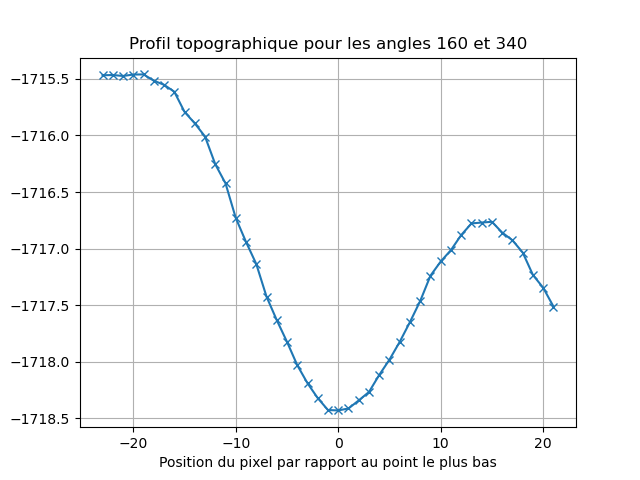 Profil topographique pour les angles 160 et 340
−1715.5
−1716.0
−1716.5
−1717.0
−1717.5
−1718.0
−1718.5
−20 −10 0 10 20
Position du pixel par rapport au point le plus bas